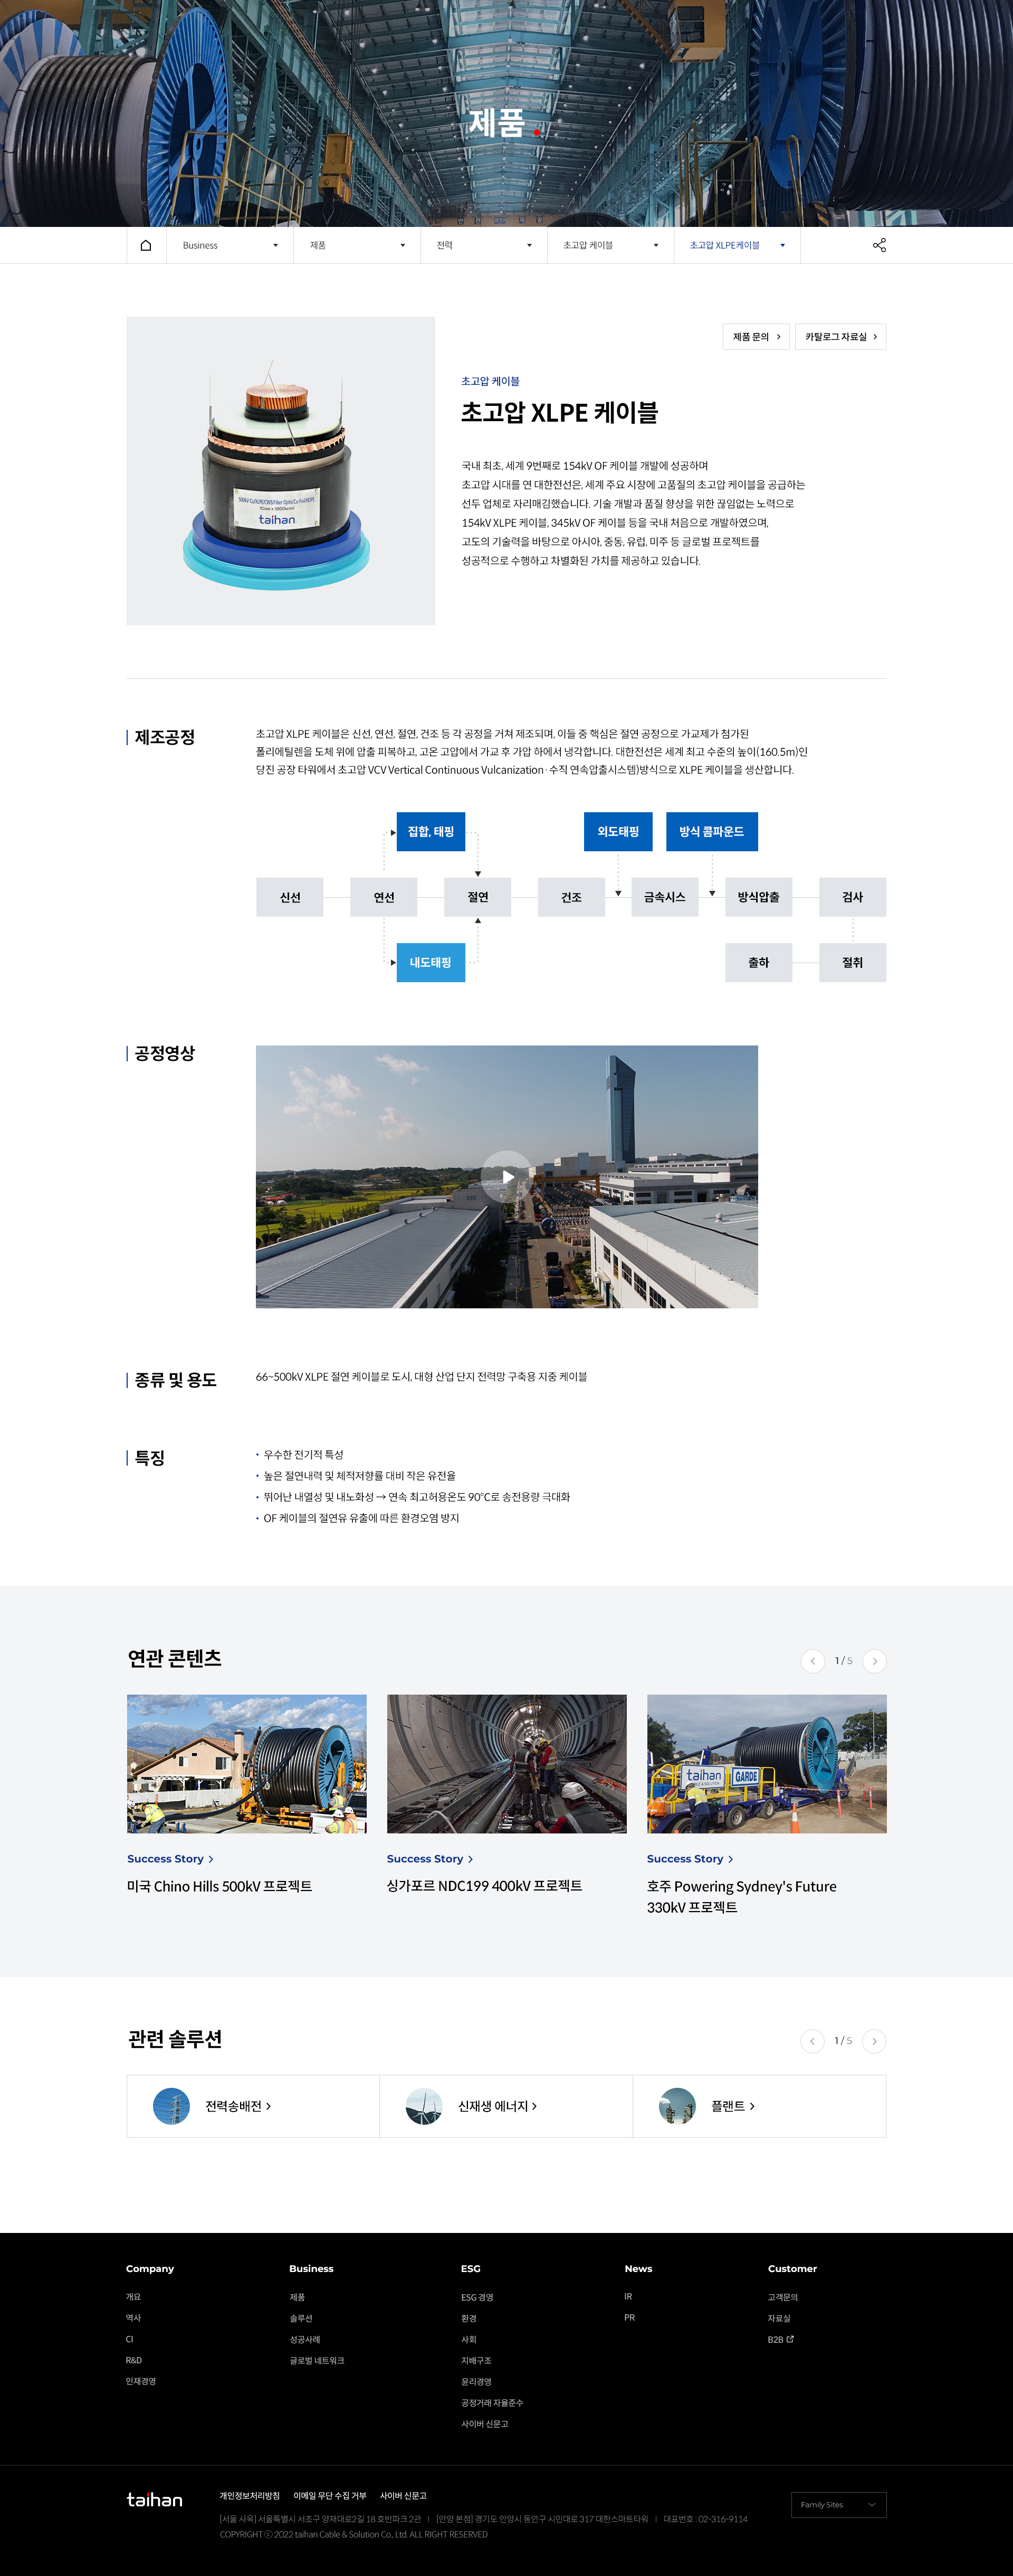 제품
Business
제품
전력
초고압 케이블
초고압 XLPE케이블
제품 문의
카탈로그 자료실
초고압 케이블
초고압 XLPE 케이블
국내 최초, 세계 9번째로 154kV OF 케이블 개발에 성공하며
초고압 시대를 연 대한전선은, 세계 주요 시장에 고품질의 초고압 케이블을 공급하는
선두 업체로 자리매김했습니다. 기술 개발과 품질 향상을 위한 끊임없는 노력으로
154kV XLPE 케이블, 345kV OF 케이블 등을 국내 처음으로 개발하였으며,
고도의 기술력을 바탕으로 아시아, 중동, 유럽, 미주 등 글로벌 프로젝트를
성공적으로 수행하고 차별화된 가치를 제공하고 있습니다.
taihan
제조공정
초고압 XLPE 케이블은 신선, 연선, 절연, 건조 등 각 공정을 거쳐 제조되며, 이들 중 핵심은 절연 공정으로 가교제가 첨가된
폴리에틸렌을 도체 위에 압출 피복하고, 고온 고압에서 가교 후 가압 하에서 냉각합니다. 대한전선은 세계 최고 수준의 높이(160.5m)인
당진 공장 타워에서 초고압 VCV Vertical Continuous Vulcanization·수직 연속압출시스템)방식으로 XLPE 케이블을 생산합니다.
집합, 태핑
외도태핑
방식 콤파운드
신선
연선
절연
건조
금속시스
방식압출
검사
내도태핑
출하
절취
공정영상
종류 및 용도
66~500kV XLPE 절연 케이블로 도시, 대형 산업 단지 전력망 구축용 지중 케이블
특징
• 우수한 전기적 특성
• 높은 절연내력 및 체적저항률 대비 작은 유전율
• 뛰어난 내열성 및 내노화성 → 연속 최고허용온도 90°C로 송전용량 극대화
• OF 케이블의 절연유 유출에 따른 환경오염 방지
연관 콘텐츠
1 / 5
taihan
GARDE
Success Story
미국 Chino Hills 500kV 프로젝트
Success Story
싱가포르 NDC199 400kV 프로젝트
Success Story
호주 Powering Sydney's Future
330kV 프로젝트
관련 솔루션
1 / 5
전력송배전
신재생 에너지
플랜트
Company
개요
역사
CI
R&D
인재경영
Business
제품
솔루션
성공사례
글로벌 네트워크
ESG
ESG 경영
환경
사회
지배구조
윤리경영
공정거래 자율준수
사이버 신문고
News
IR
PR
Customer
고객문의
자료실
B2B
taihan
개인정보처리방침
이메일 무단 수집 거부
사이버 신문고
[서울 사옥] 서울특별시 서초구 양재대로2길 18 호반파크 2관 | [안양 본점] 경기도 안양시 동안구 시민대로 317 대한스마트타워 | 대표번호 : 02-316-9114
COPYRIGHT ⓒ 2022 taihan Cable & Solution Co., Ltd. ALL RIGHT RESERVED
Family Sites